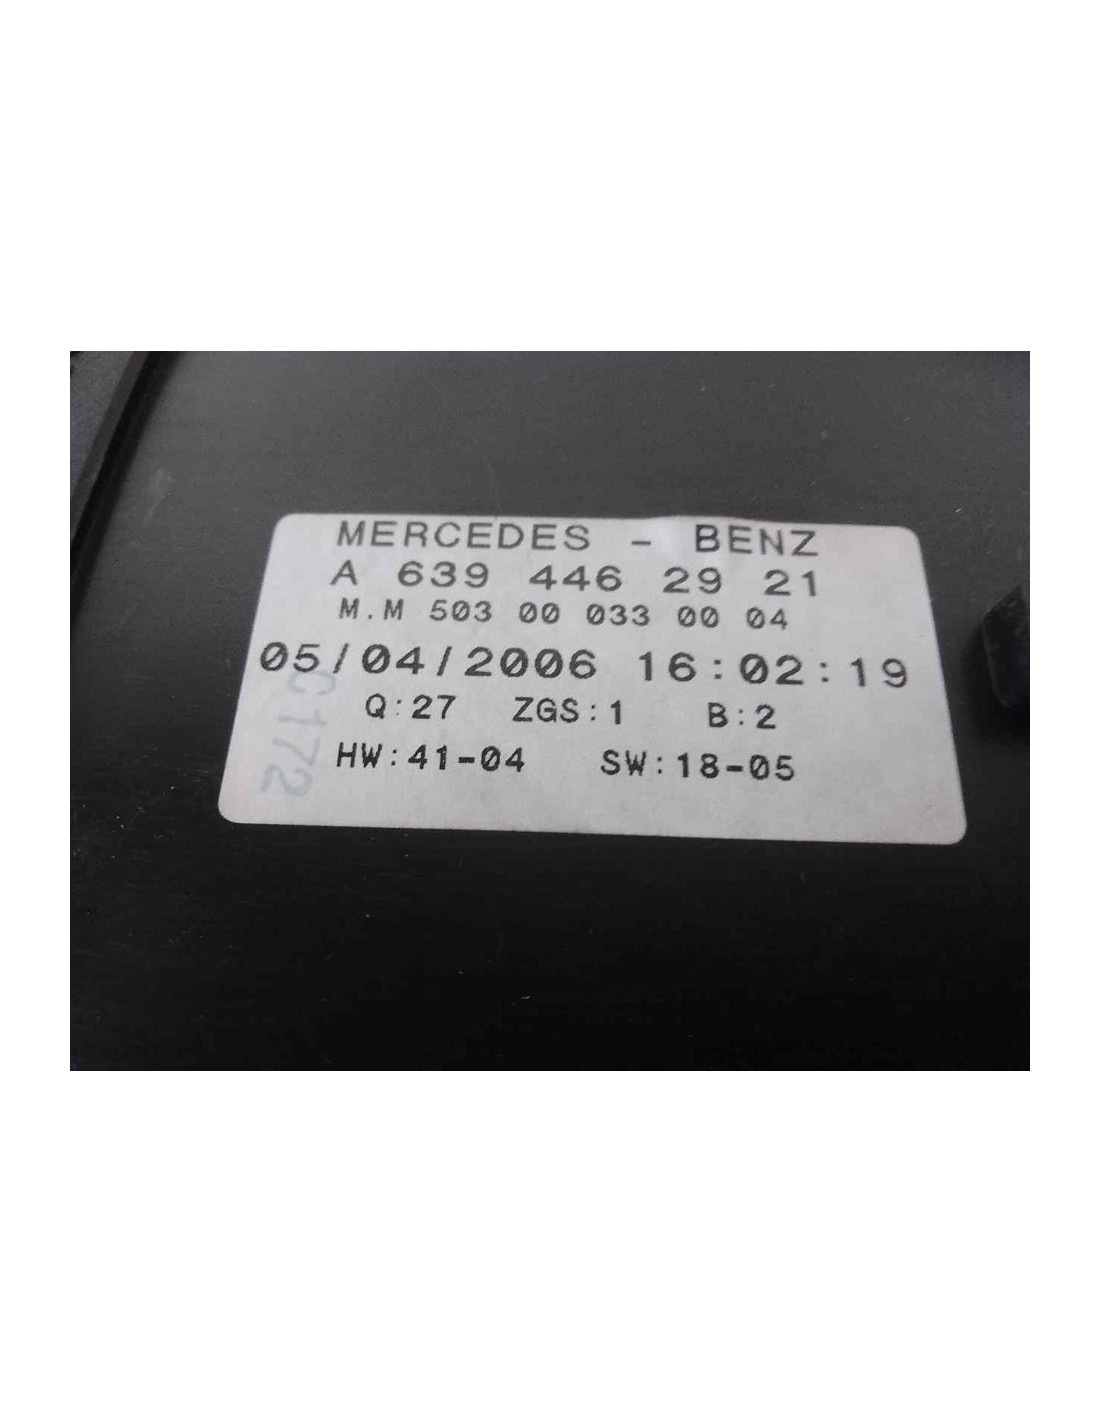 MERCEDES - BENZ
A 639 446 29 21
M.M 503 00 033 00 04
05/04/2006 16:02:19
Q:27 ZGS:1 B:2
HW:41-04 SW:18-05
C172